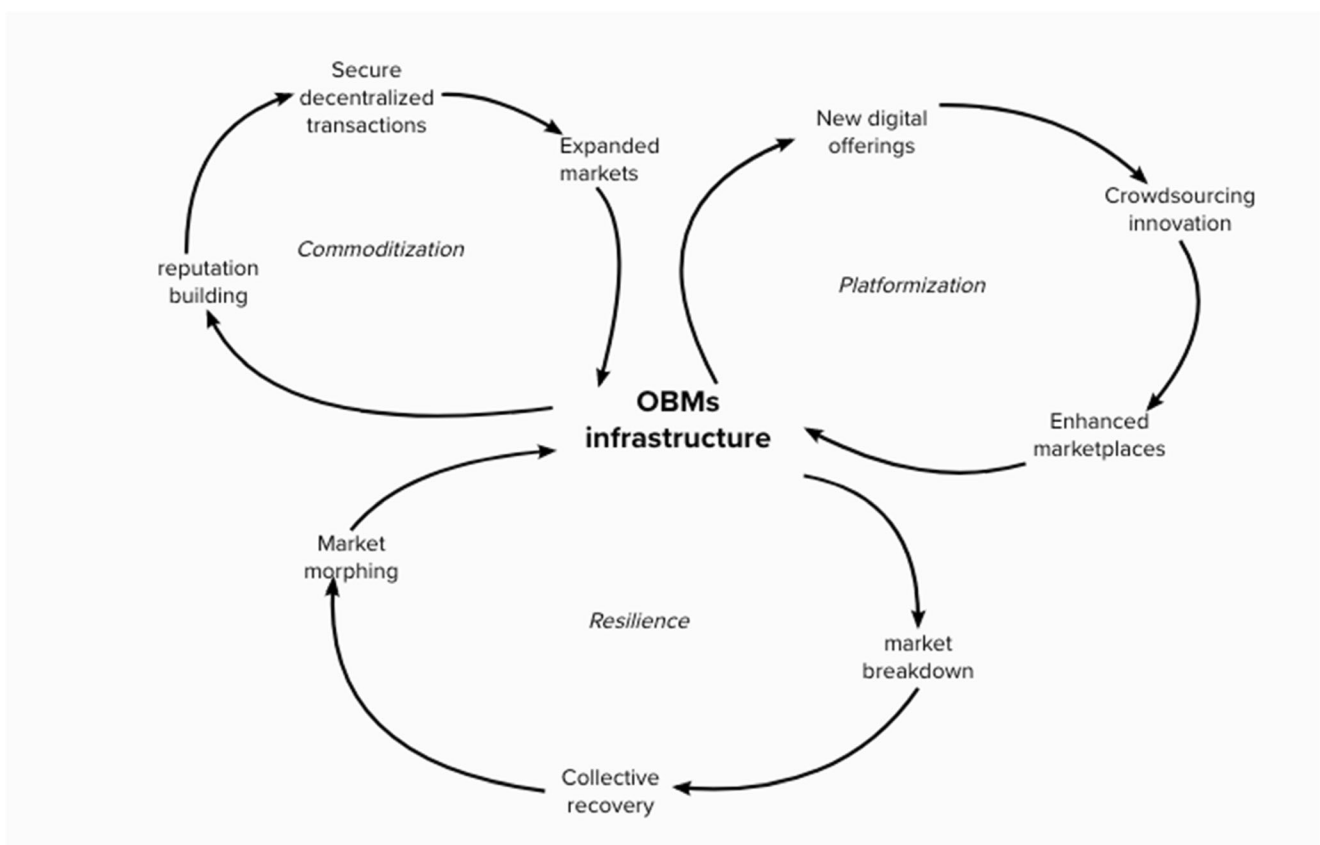 Secure
decentralized
transactions
Expanded
markets
Commoditization
reputation
building
New digital
offerings
Crowdsourcing
innovation
Platformization
Enhanced
marketplaces
OBMs
infrastructure
Market
morphing
Resilience
market
breakdown
Collective
recovery